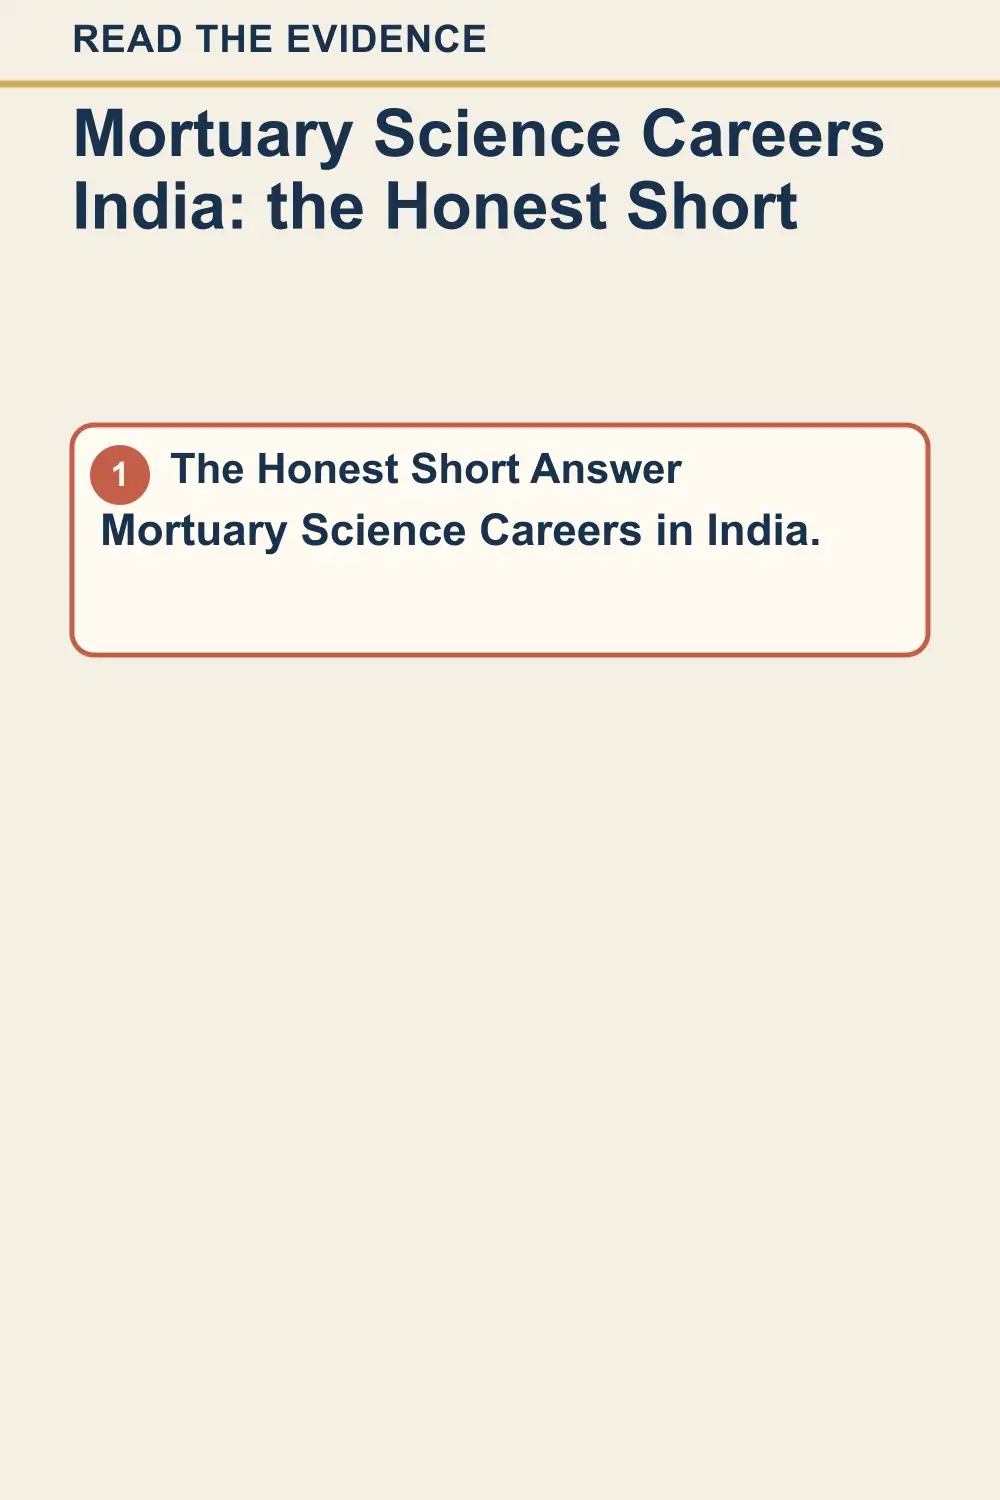 READ THE EVIDENCE
Mortuary Science Careers
India: the Honest Short
1 The Honest Short Answer
Mortuary Science Careers in India.